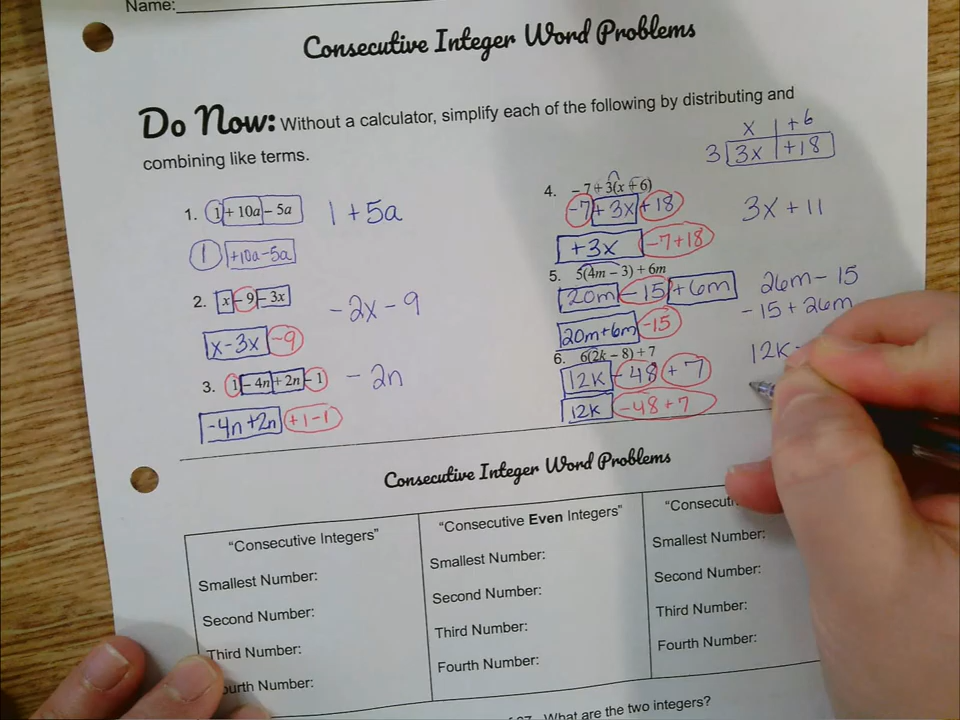 Name:
Consecutive Integer Word Problems
Do Now: Without a calculator, simplify each of the following by distributing and
combining like terms.
x | +6
3 | 3x | +18
1. 1 + 10a − 5a 1 + 5a
1 +10a−5a
2. x − 9 − 3x −2x − 9
x−3x −9
3. 1 − 4n + 2n − 1 −2n
−4n+2n +1−1
4. −7 + 3(x + 6)
−7 +3x +18 3x + 11
+3x −7+18
5. 5(4m − 3) + 6m
20m −15 +6m 26m − 15
20m+6m −15 −15 + 26m
6. 6(2k − 8) + 7
12K −48 +7 12K
12K −48+7
Consecutive Integer Word Problems
"Consecutive Integers" "Consecutive Even Integers"
Smallest Number: Smallest Number: Smallest Number:
Second Number: Second Number: Second Number:
Third Number: Third Number: Third Number:
Fourth Number: Fourth Number: Fourth Number:
What are the two integers?